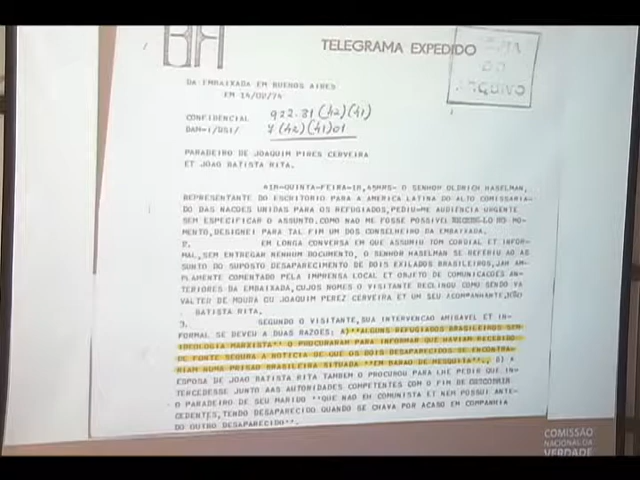 TELEGRAMA EXPEDIDO
DA EMBAIXADA EM BUENOS AIRES
EM 14/02/74
CONFIDENCIAL 922.31(42)(41)
DAM-I/DSI/ 7(42)(41)01
PARADEIRO DE JOAQUIM PIRES CERVEIRA
ET JOAO BATISTA RITA.
-QUINTA-FEIRA- O SENHOR OLDRICH HASELMAN,
REPRESENTANTE DO ESCRITORIO PARA A AMERICA LATINA DO ALTO COMISSARIA-
DO DAS NACOES UNIDAS PARA OS REFUGIADOS, PEDIU-ME AUDIENCIA URGENTE
SEM ESPECIFICAR O ASSUNTO. COMO NAO ME FOSSE POSSIVEL RECEBE-LO NO MO-
MENTO, DESIGNEI PARA TAL FIM UM DOS CONSELHEIRO DA EMBAIXADA.
2. EM LONGA CONVERSA EM QUE ASSUMIU TOM CORDIAL ET INFOR-
MAL, SEM ENTREGAR NENHUM DOCUMENTO, O SENHOR HASELMAN SE REFERIU AO AS
SUNTO DO SUPOSTO DESAPARECIMENTO DE DOIS EXILADOS BRASILEIROS, JAH AM-
PLAMENTE COMENTADO PELA IMPRENSA LOCAL ET OBJETO DE COMUNICACOES AN-
TERIORES DA EMBAIXADA, CUJOS NOMES O VISITANTE DECLINOU COMO SENDO VA
VALTER DE MOURA OU JOAQUIM PEREZ CERVEIRA ET UM SEU ACOMPANHANTE, NÃO
BATISTA RITA.
3. SEGUNDO O VISITANTE, SUA INTERVENCAO AMISAVEL ET IN-
FORMAL SE DEVEU A DUAS RAZOES: A) **ALGUNS REFUGIADOS BRASILEIROS SEM
IDEOLOGIA MARXISTA** O PROCURARAM PARA INFORMAR QUE HAVIAM RECEBIDO
DE FONTE SEGURA A NOTICIA DE QUE OS DOIS DESAPARECIDOS SE ENCONTRA-
RIAM NUMA PRISAO BRASILEIRA SITUADA **EM BARAO DE MESQUITA**, B) A
ESPOSA DE JOAO BATISTA RITA TAMBEM O PROCUROU PARA LHE PEDIR QUE IN-
TERCEDESSE JUNTO AAS AUTORIDADES COMPETENTES COM O FIM DE DESCOBRIR
O PARADEIRO DE SEU MARIDO **QUE NAO EH COMUNISTA ET NEM POSSUI ANTE-
CEDENTES, TENDO DESAPARECIDO QUANDO SE CHAVA POR ACASO EM COMPANHIA
DO OUTRO DESAPARECIDO**.
COMISSÃO
NACIONAL DA
VERDADE